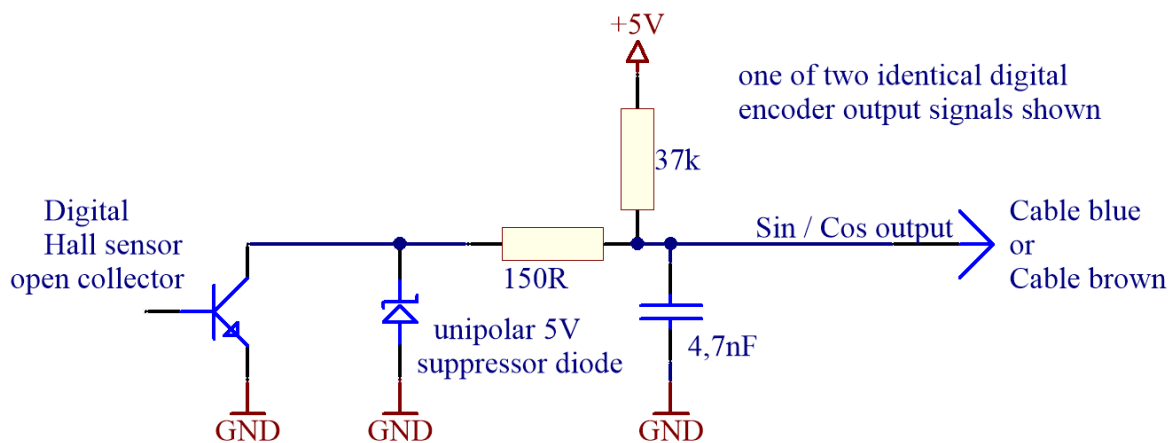 +5V
one of two identical digital
encoder output signals shown
37k
Digital
Hall sensor
open collector
Sin / Cos output
Cable blue
or
Cable brown
150R
unipolar 5V
suppressor diode
4,7nF
GND
GND
GND